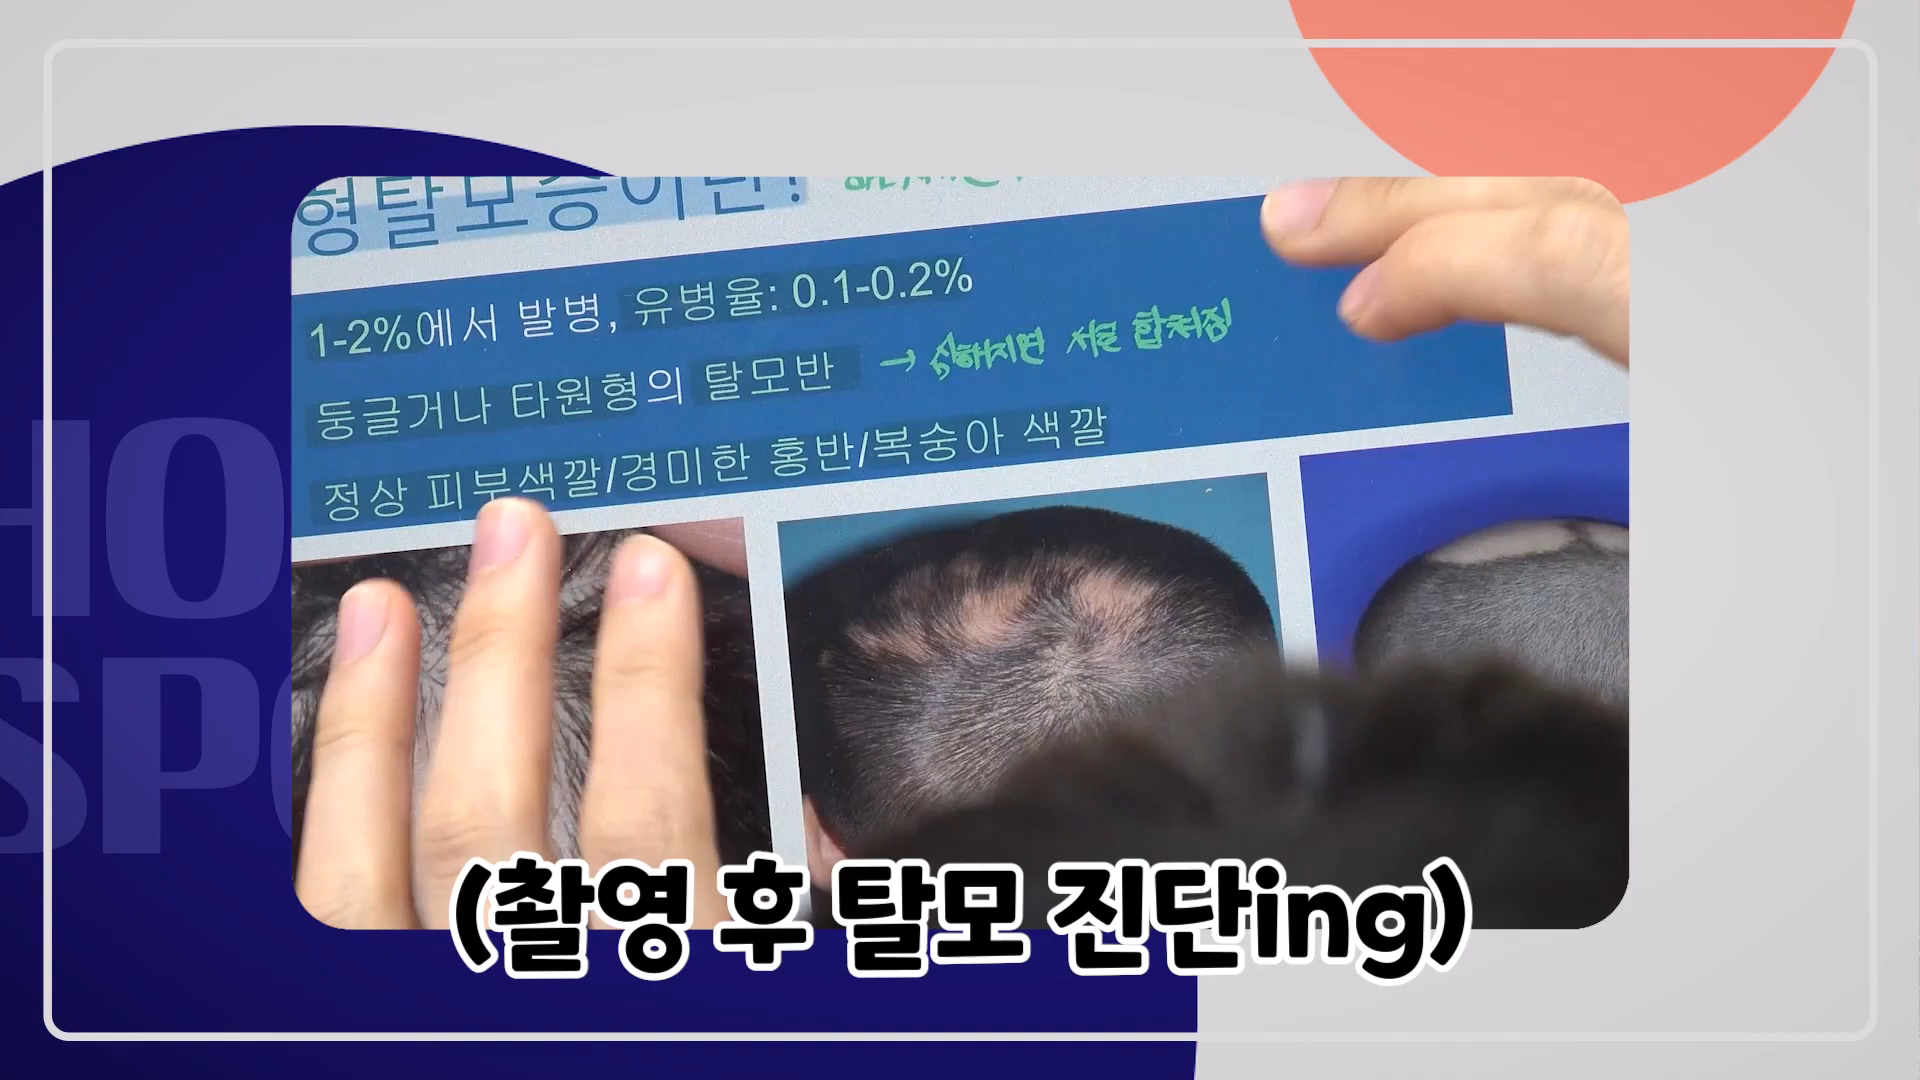 형탈모증이란?
1-2%에서 발병, 유병율: 0.1-0.2%
둥글거나 타원형의 탈모반 → 심해지면 서로 합쳐짐
정상 피부색깔/경미한 홍반/복숭아 색깔
HO
SPO
(촬영 후 탈모 진단ing)